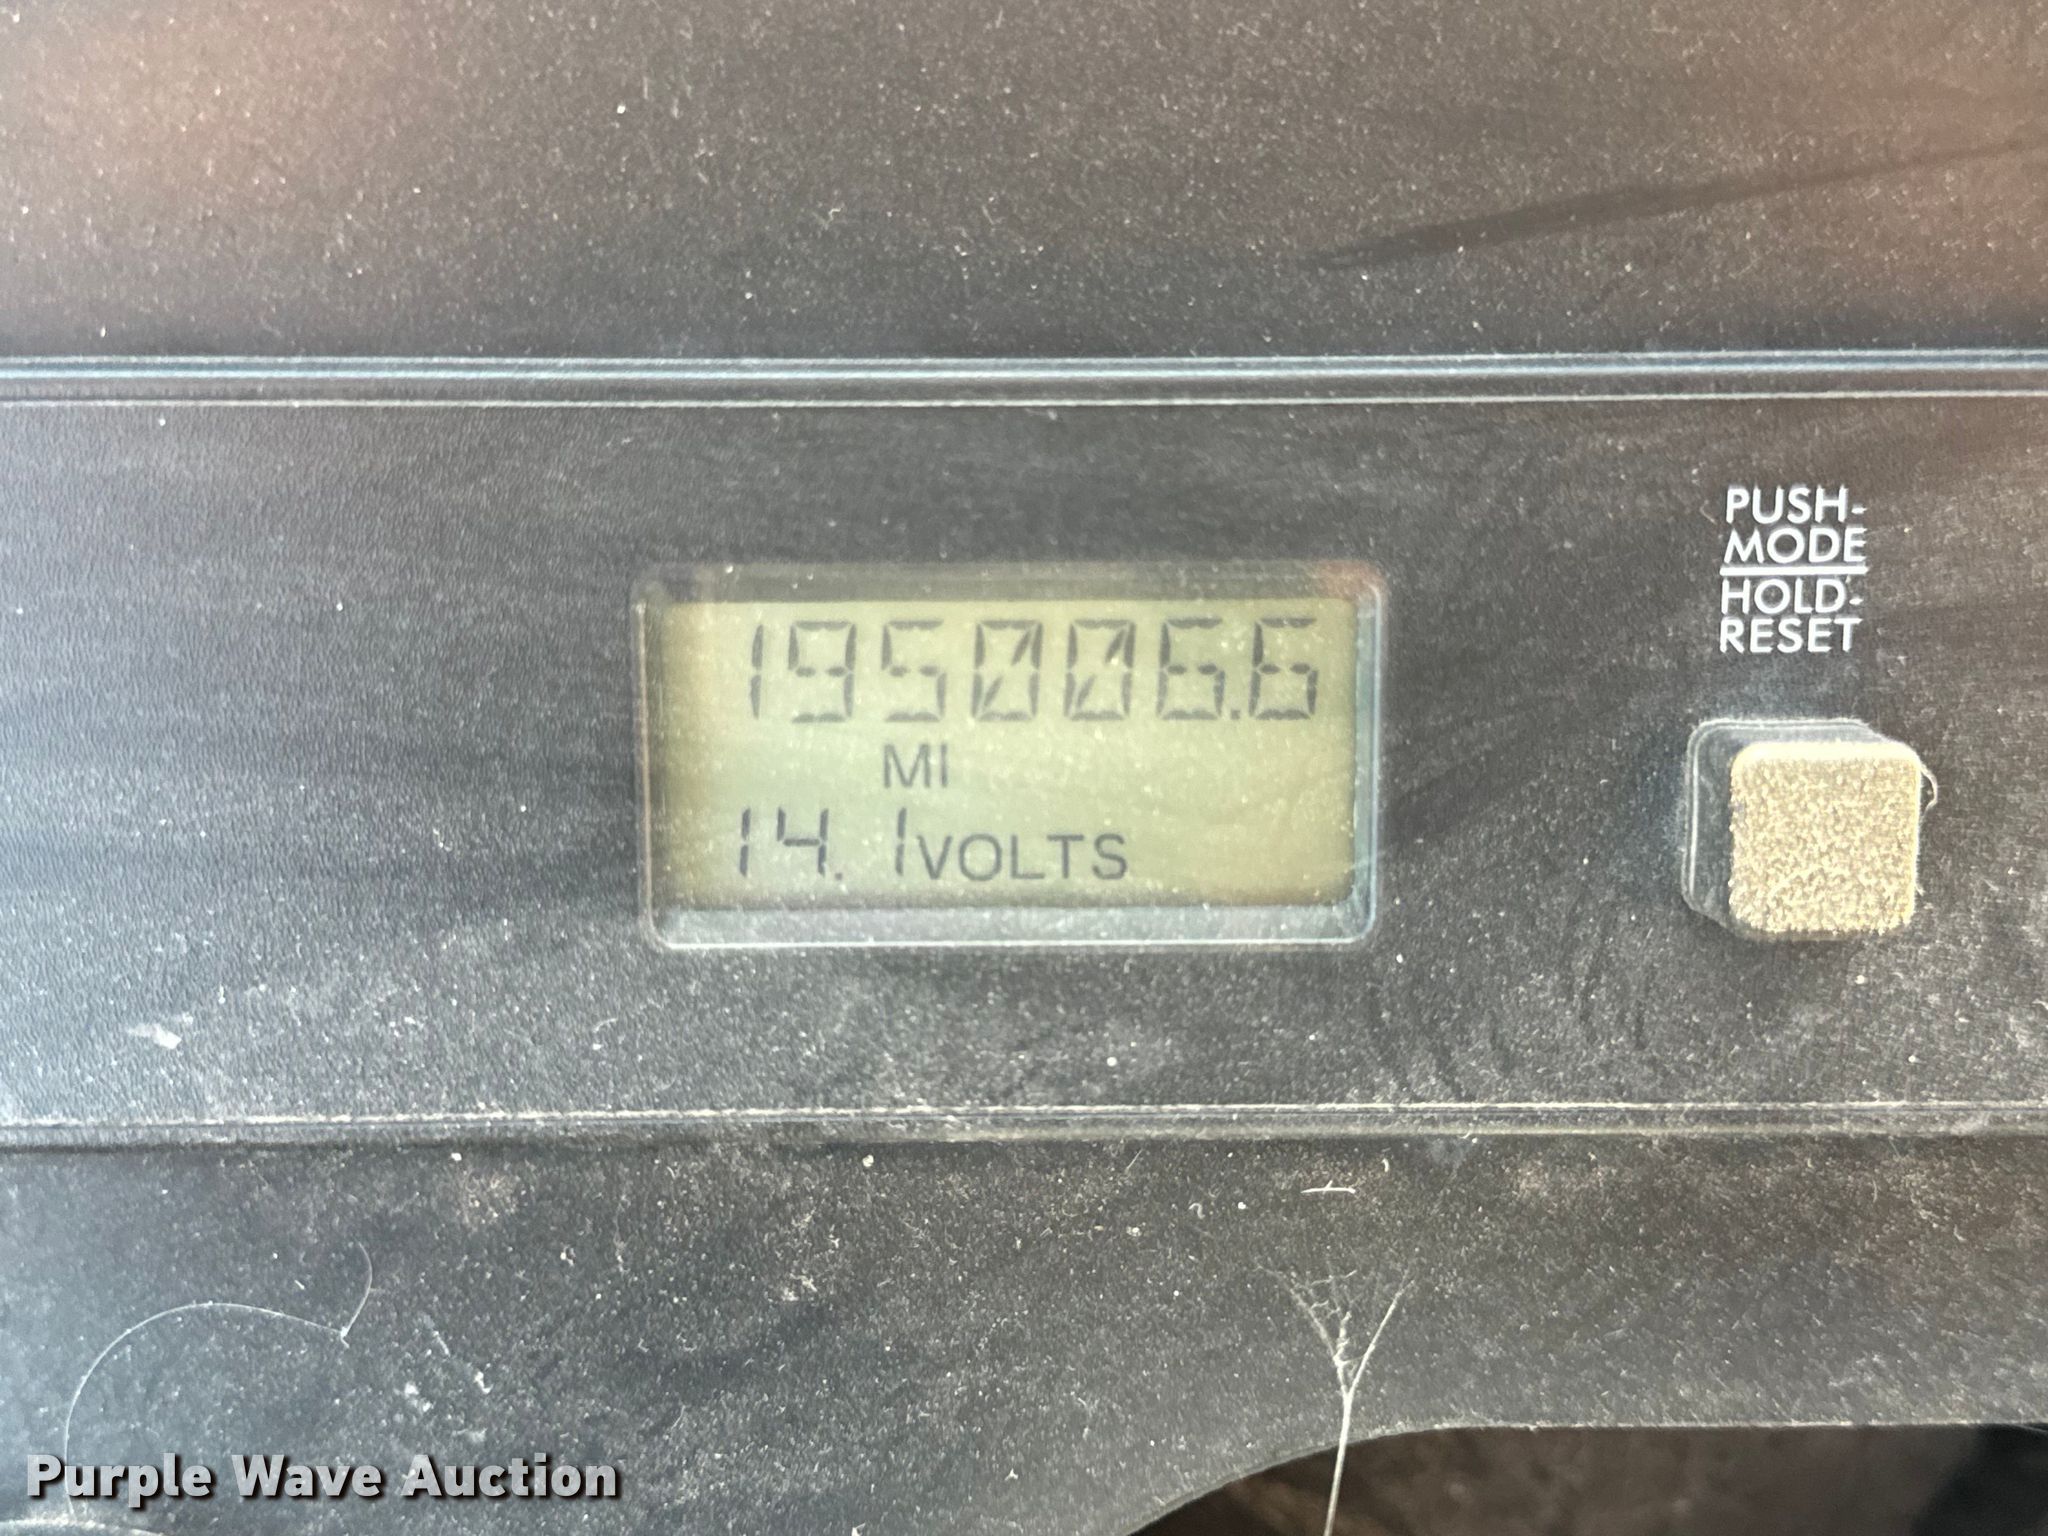 195006.6
MI
14.1 VOLTS
PUSH-
MODE
HOLD-
RESET
Purple Wave Auction